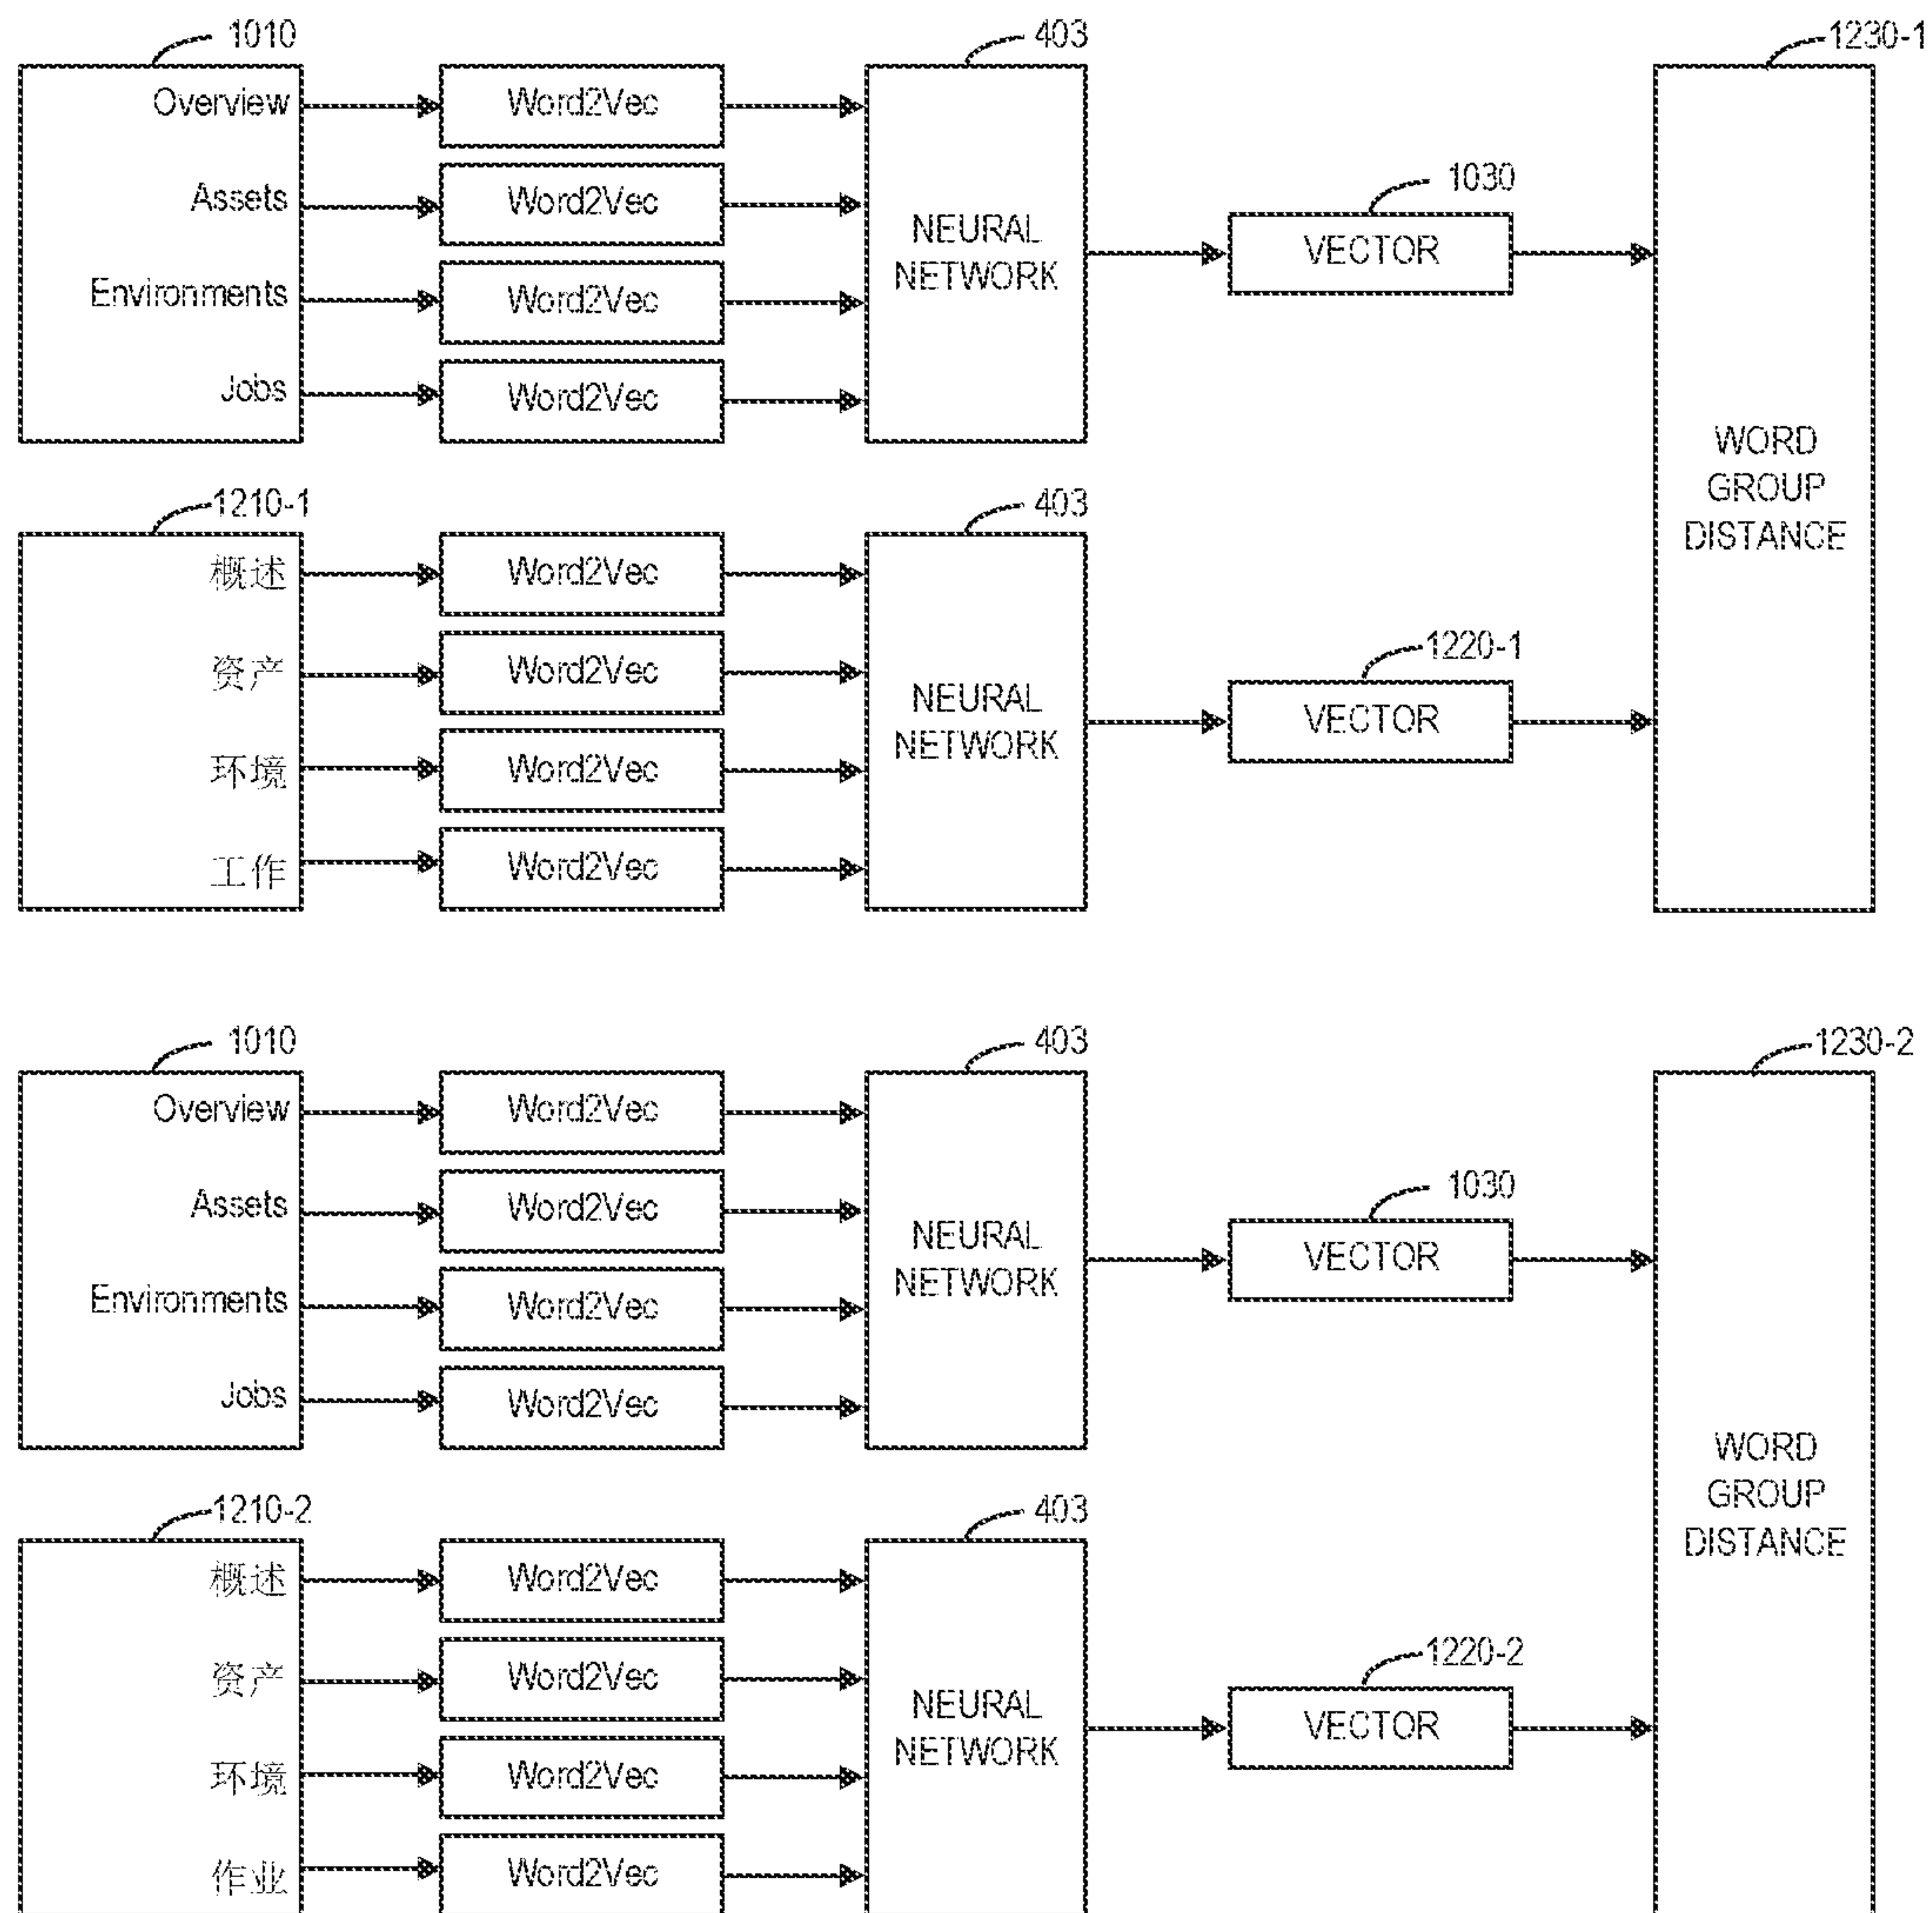 1010
403
1230-1
Overview
Word2Vec
Assets
Word2Vec
1030
NEURAL
NETWORK
VECTOR
Environments
Word2Vec
Jobs
Word2Vec
WORD
GROUP
DISTANCE
1210-1
403
概述
Word2Vec
资产
Word2Vec
1220-1
NEURAL
NETWORK
VECTOR
环境
Word2Vec
工作
Word2Vec
1010
403
1230-2
Overview
Word2Vec
Assets
Word2Vec
1030
NEURAL
NETWORK
VECTOR
Environments
Word2Vec
Jobs
Word2Vec
WORD
GROUP
DISTANCE
1210-2
403
概述
Word2Vec
资产
Word2Vec
1220-2
NEURAL
NETWORK
VECTOR
环境
Word2Vec
作业
Word2Vec